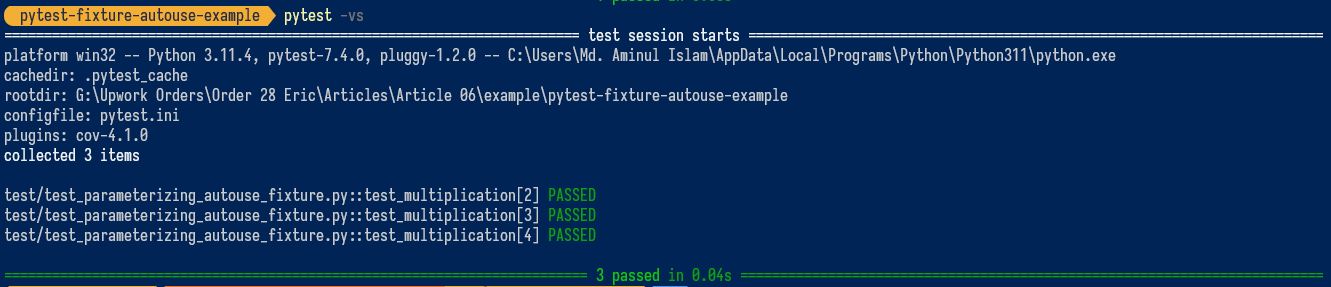 pytest-fixture-autouse-example pytest -vs
============================= test session starts =============================
platform win32 -- Python 3.11.4, pytest-7.4.0, pluggy-1.2.0 -- C:\Users\Md. Aminul Islam\AppData\Local\Programs\Python\Python311\python.exe
cachedir: .pytest_cache
rootdir: G:\Upwork Orders\Order 28 Eric\Articles\Article 06\example\pytest-fixture-autouse-example
configfile: pytest.ini
plugins: cov-4.1.0
collected 3 items
test/test_parameterizing_autouse_fixture.py::test_multiplication[2] PASSED
test/test_parameterizing_autouse_fixture.py::test_multiplication[3] PASSED
test/test_parameterizing_autouse_fixture.py::test_multiplication[4] PASSED
============================= 3 passed in 0.04s =============================